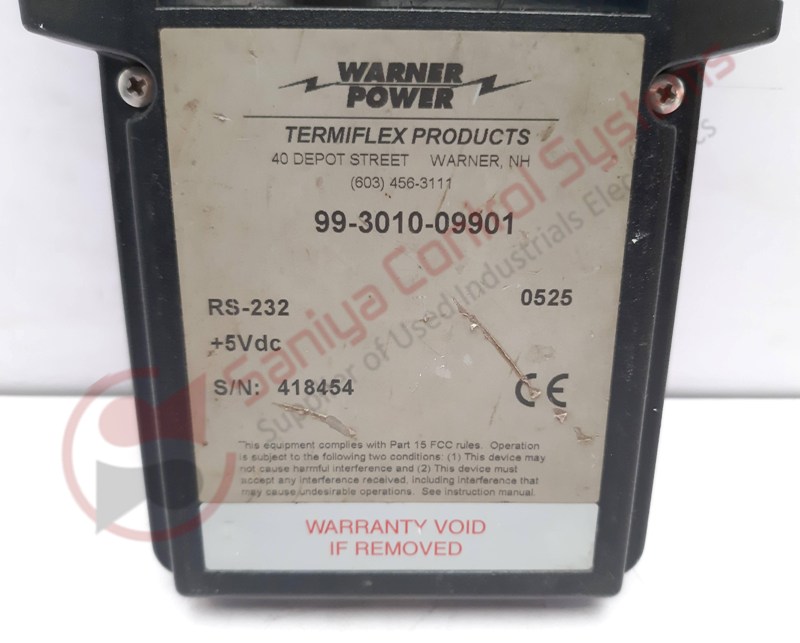 WARNER
POWER
TERMIFLEX PRODUCTS
40 DEPOT STREET WARNER, NH
(603) 456-3111
99-3010-09901
RS-232 0525
+5Vdc
S/N: 418454 CE
This equipment complies with Part 15 FCC rules. Operation
is subject to the following two conditions: (1) This device may
not cause harmful interference and (2) This device must
accept any interference received, including interference that
may cause undesirable operations. See instruction manual.
WARRANTY VOID
IF REMOVED
Saniya Control Systems
Supplier of Used Industrials Electronics